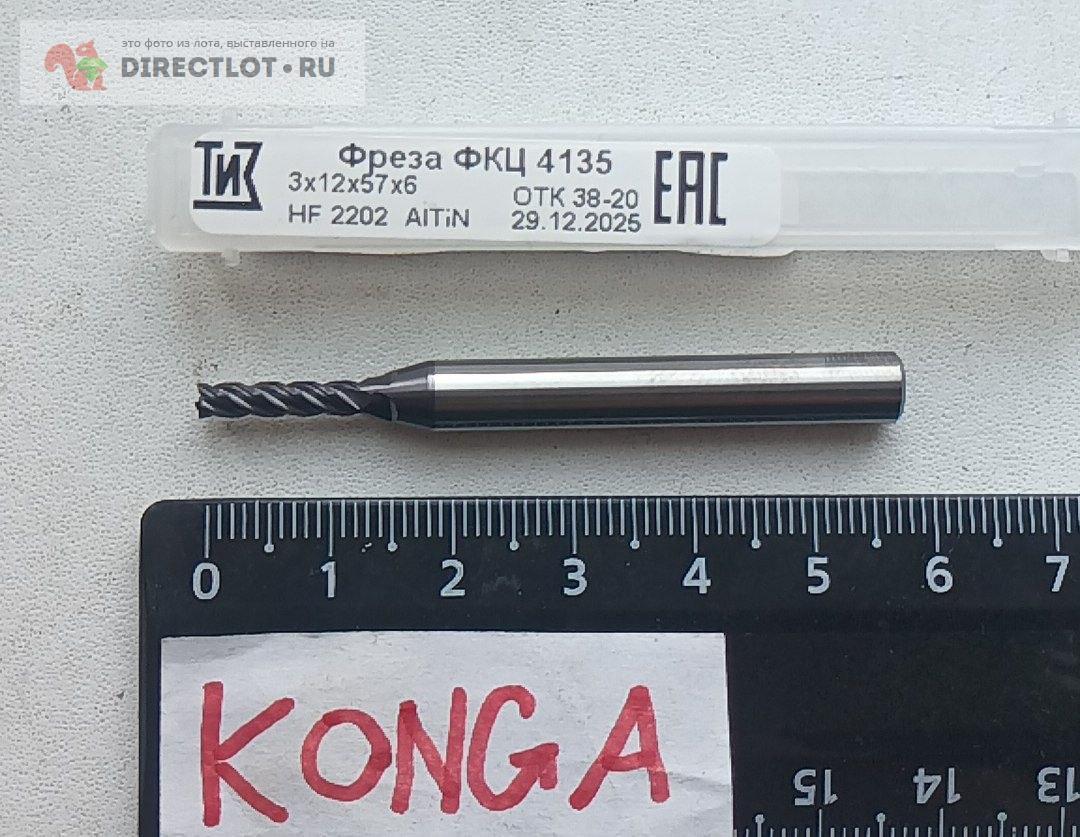 это фото из лота, выставленного на
DIRECTLOT • RU
ТИЗ
Фреза ФКЦ 4135
3x12x57x6
ОТК 38-20
HF 2202 AlTiN
29.12.2025
EAC
0 1 2 3 4 5 6 7
KONGA
15 14 13